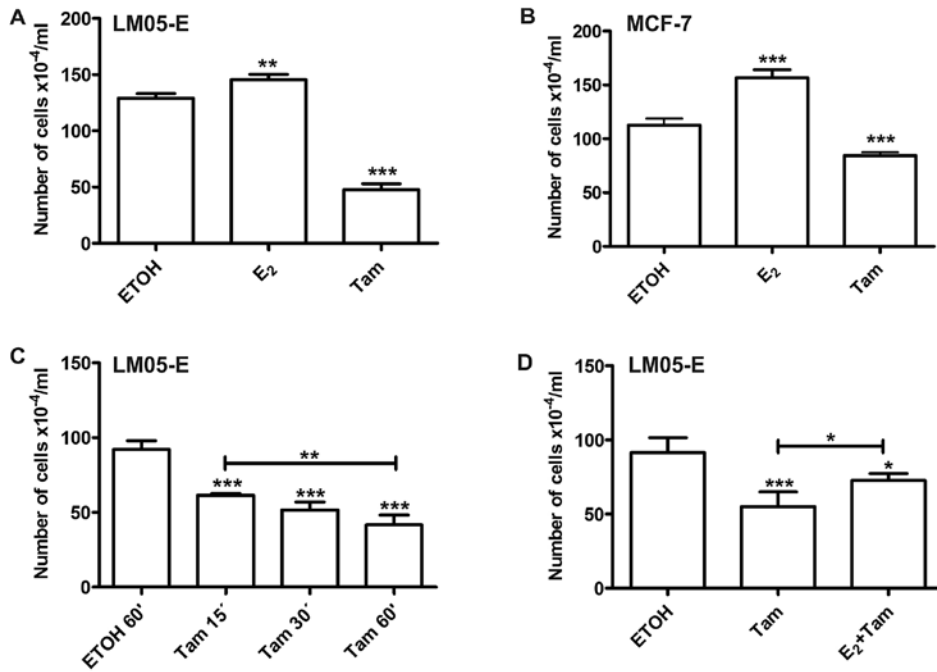 A LM05-E
Number of cells x10⁻⁴/ml
200
150
100
50
0
**
***
ETOH
E₂
Tam
B MCF-7
Number of cells x10⁻⁴/ml
200
150
100
50
0
***
***
ETOH
E₂
Tam
C LM05-E
Number of cells x10⁻⁴/ml
150
100
50
0
**
***
***
***
ETOH 60'
Tam 15'
Tam 30'
Tam 60'
D LM05-E
Number of cells x10⁻⁴/ml
150
100
50
0
*
***
*
ETOH
Tam
E₂+Tam